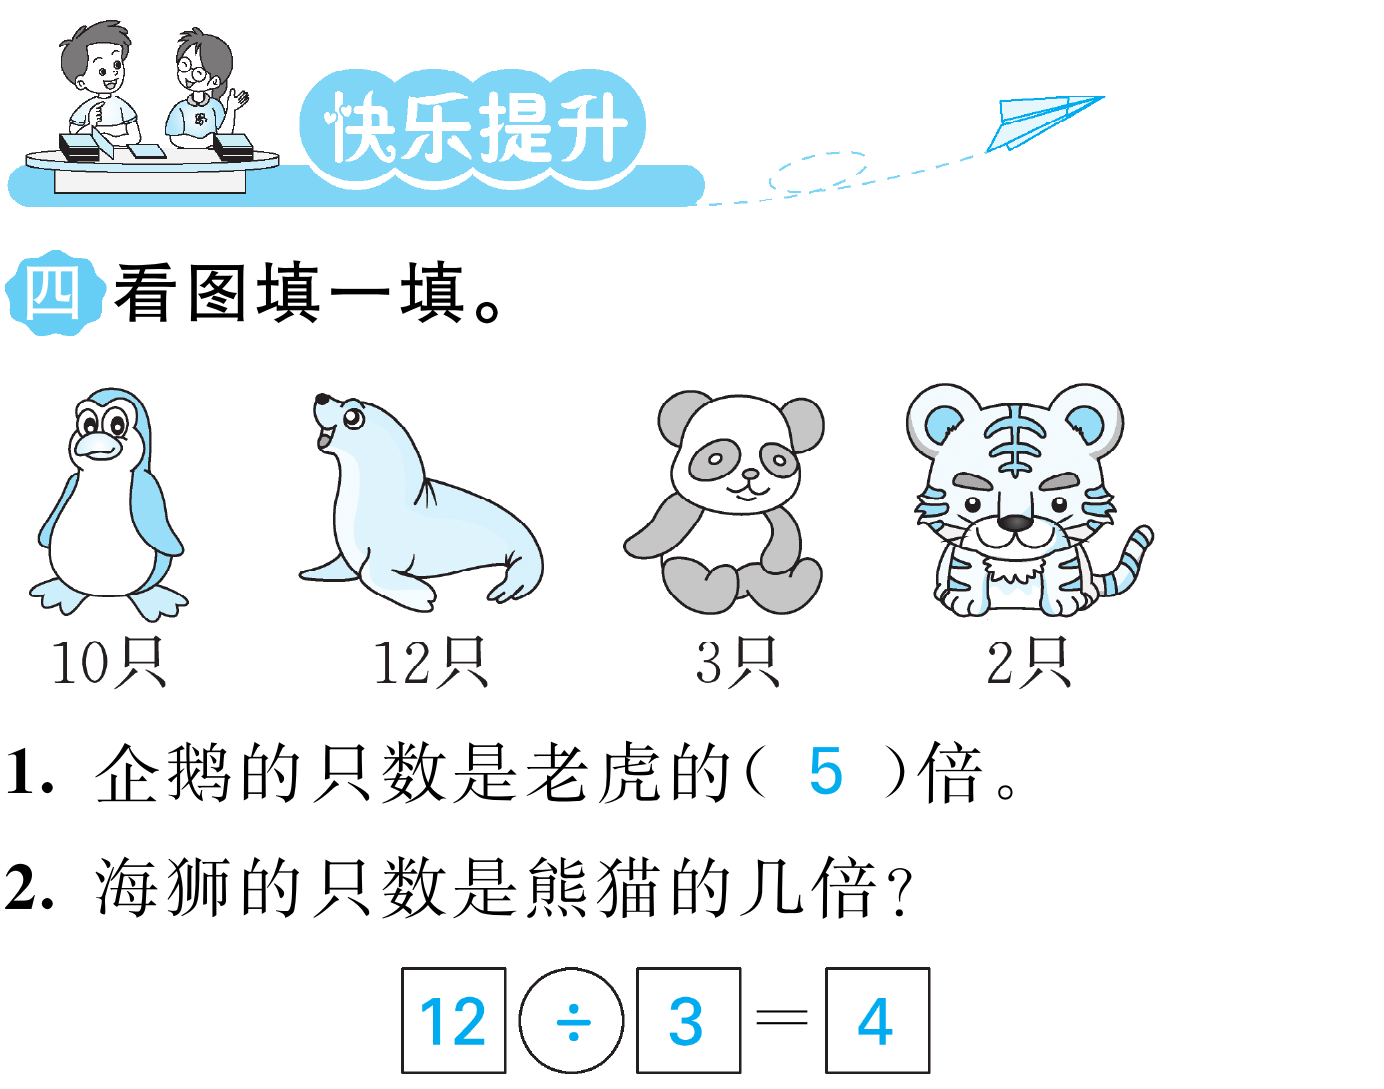 快乐提升
四 看图填一填。
10只 12只 3只 2只
1. 企鹅的只数是老虎的( 5 )倍。
2. 海狮的只数是熊猫的几倍?
12 ÷ 3 = 4